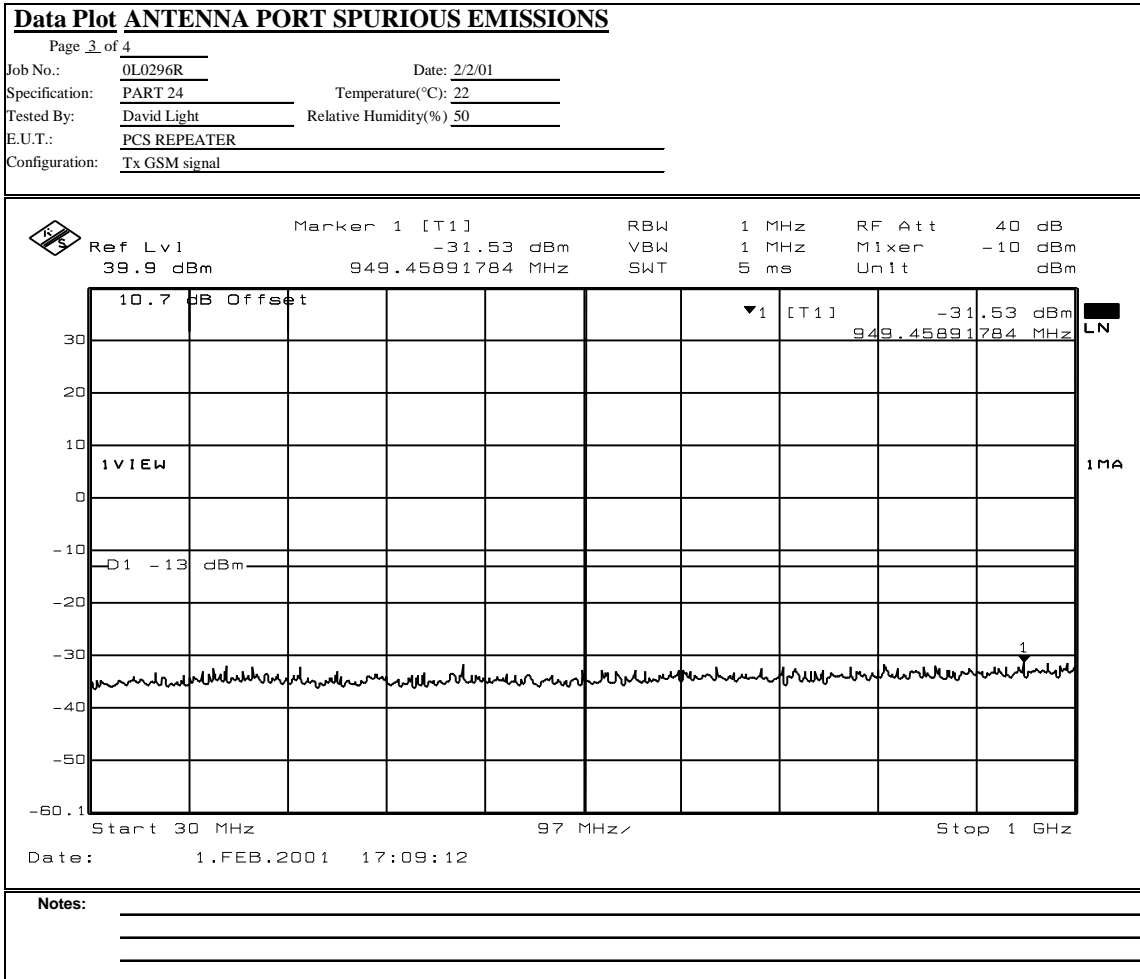 Data Plot ANTENNA PORT SPURIOUS EMISSIONS
Page 3 of 4
Job No.: 0L0296R Date: 2/2/01
Specification: PART 24 Temperature(°C): 22
Tested By: David Light Relative Humidity(%) 50
E.U.T.: PCS REPEATER
Configuration: Tx GSM signal
R S
Marker 1 [T1] RBW 1 MHz RF Att 40 dB
Ref Lvl -31.53 dBm VBW 1 MHz Mixer -10 dBm
39.9 dBm 949.45891784 MHz SWT 5 ms Unit dBm
10.7 dB Offset
1 [T1] -31.53 dBm
LN
949.45891784 MHz
30
20
10
1VIEW 1MA
0
-10
D1 -13 dBm
-20
-30
1
-40
-50
-60.1
Start 30 MHz 97 MHz/ Stop 1 GHz
Date: 1.FEB.2001 17:09:12
Notes: